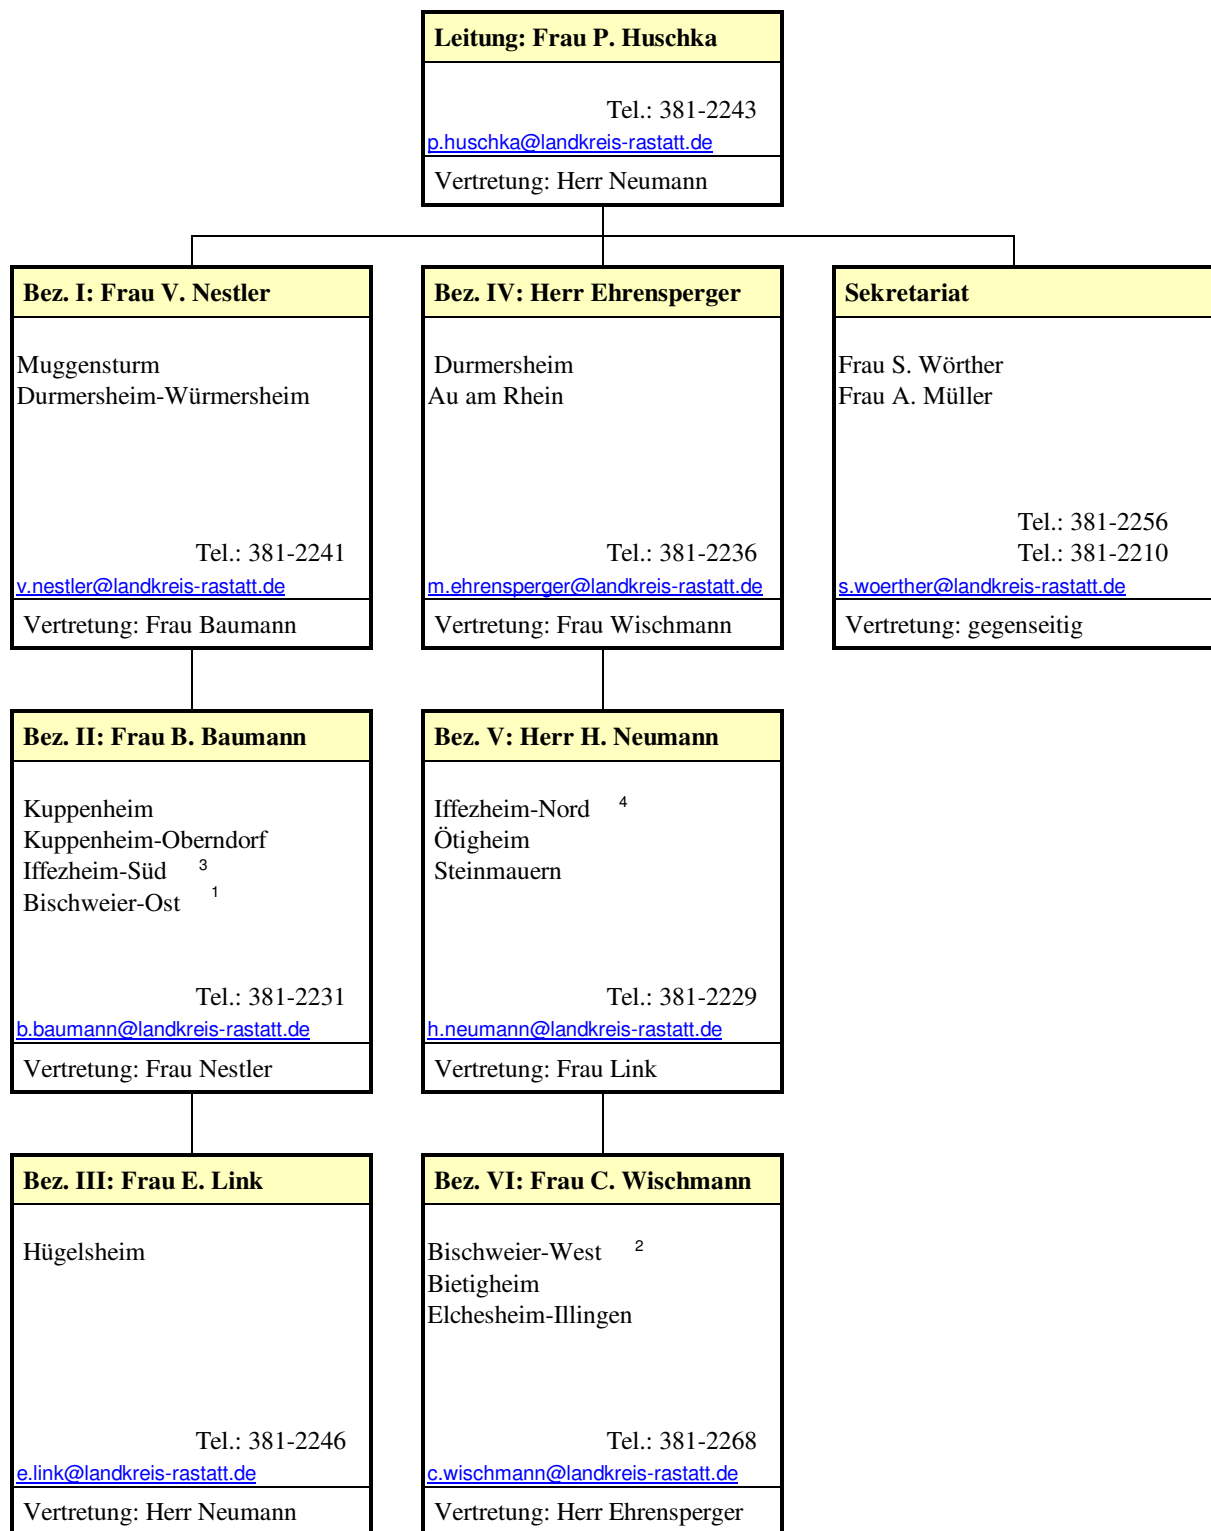 Leitung: Frau P. Huschka
Tel.: 381-2243
p.huschka@landkreis-rastatt.de
Vertretung: Herr Neumann
Bez. I: Frau V. Nestler
Muggensturm
Durmersheim-Würmersheim
Tel.: 381-2241
v.nestler@landkreis-rastatt.de
Vertretung: Frau Baumann
Bez. IV: Herr Ehrensperger
Durmersheim
Au am Rhein
Tel.: 381-2236
m.ehrensperger@landkreis-rastatt.de
Vertretung: Frau Wischmann
Sekretariat
Frau S. Wörther
Frau A. Müller
Tel.: 381-2256
Tel.: 381-2210
s.woerther@landkreis-rastatt.de
Vertretung: gegenseitig
Bez. II: Frau B. Baumann
Kuppenheim
Kuppenheim-Oberndorf
Iffezheim-Süd 3
Bischweier-Ost 1
Tel.: 381-2231
b.baumann@landkreis-rastatt.de
Vertretung: Frau Nestler
Bez. V: Herr H. Neumann
Iffezheim-Nord 4
Ötigheim
Steinmauern
Tel.: 381-2229
h.neumann@landkreis-rastatt.de
Vertretung: Frau Link
Bez. III: Frau E. Link
Hügelsheim
Tel.: 381-2246
e.link@landkreis-rastatt.de
Vertretung: Herr Neumann
Bez. VI: Frau C. Wischmann
Bischweier-West 2
Bietigheim
Elchesheim-Illingen
Tel.: 381-2268
c.wischmann@landkreis-rastatt.de
Vertretung: Herr Ehrensperger